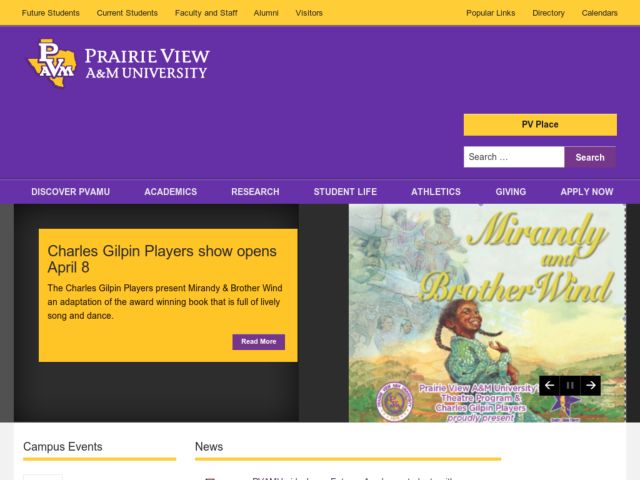 Future Students Current Students Faculty and Staff Alumni Visitors Popular Links Directory Calendars
PVAM
PRAIRIE VIEW
A&M UNIVERSITY
PV Place
Search …
Search
DISCOVER PVAMU ACADEMICS RESEARCH STUDENT LIFE ATHLETICS GIVING APPLY NOW
Charles Gilpin Players show opens
April 8
The Charles Gilpin Players present Mirandy & Brother Wind
an adaptation of the award winning book that is full of lively
song and dance.
Read More
Mirandy
and
Brother Wind
Prairie View A&M University's
Theatre Program &
Charles Gilpin Players
proudly present
Campus Events
News